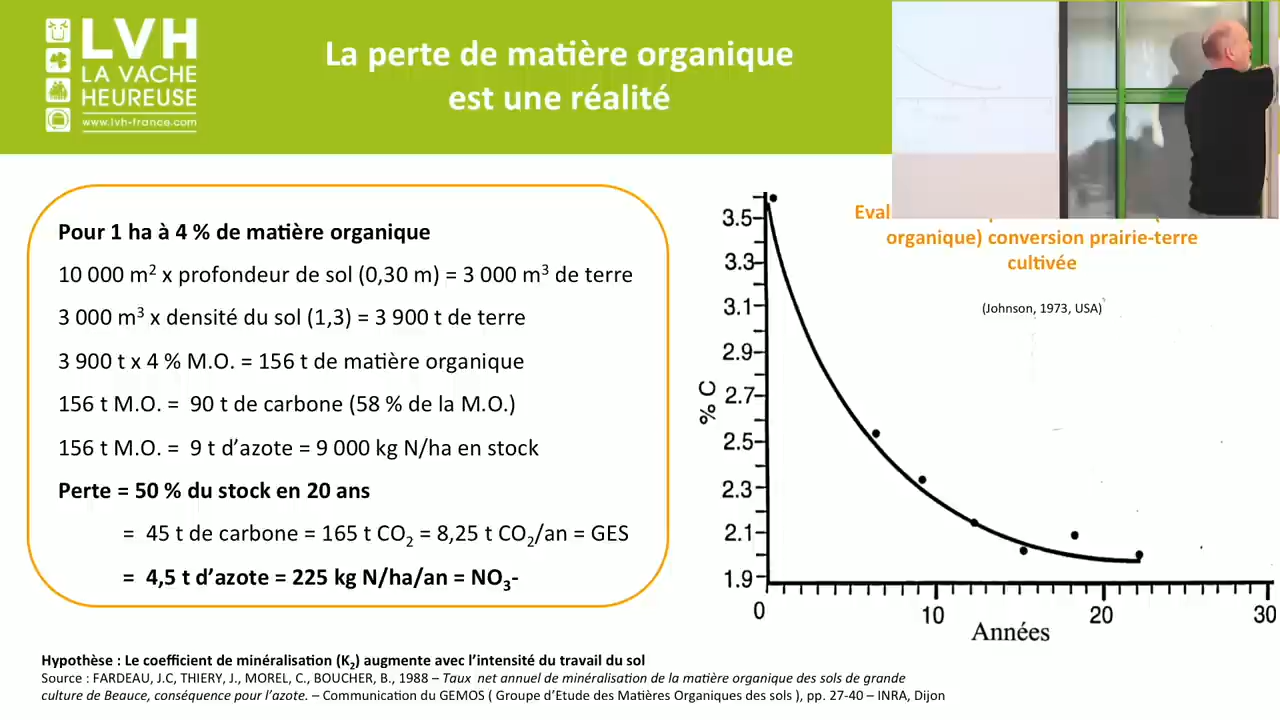 LVH
LA VACHE
HEUREUSE
www.lvh-france.com
La perte de matière organique
est une réalité
Pour 1 ha à 4 % de matière organique
10 000 m² x profondeur de sol (0,30 m) = 3 000 m³ de terre
3 000 m³ x densité du sol (1,3) = 3 900 t de terre
3 900 t x 4 % M.O. = 156 t de matière organique
156 t M.O. = 90 t de carbone (58 % de la M.O.)
156 t M.O. = 9 t d’azote = 9 000 kg N/ha en stock
Perte = 50 % du stock en 20 ans
= 45 t de carbone = 165 t CO₂ = 8,25 t CO₂/an = GES
= 4,5 t d’azote = 225 kg N/ha/an = NO₃-
organique) conversion prairie-terre
cultivée
(Johnson, 1973, USA)
% C
3.5
3.3
3.1
2.9
2.7
2.5
2.3
2.1
1.9
0 10 20 30
Années
Hypothèse : Le coefficient de minéralisation (K₂) augmente avec l’intensité du travail du sol
Source : FARDEAU, J.C, THIERY, J., MOREL, C., BOUCHER, B., 1988 – Taux net annuel de minéralisation de la matière organique des sols de grande
culture de Beauce, conséquence pour l’azote. – Communication du GEMOS ( Groupe d’Etude des Matières Organiques des sols ), pp. 27-40 – INRA, Dijon